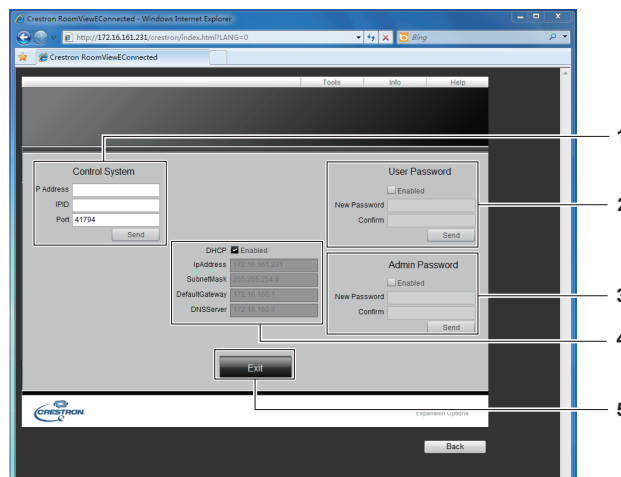 Crestron RoomViewEConnected - Windows Internet Explorer
http://172.16.161.231/crestron/index.html?LANG=0
Bing
Crestron RoomViewEConnected
Tools Info Help
1
Control System
P Address
IPID
Port 41794
Send
User Password
Enabled
New Password
Confirm
Send
2
DHCP Enabled
IpAddress 172.16.161.231
SubnetMask 255.255.254.0
DefaultGateway 172.16.160.1
DNSServer 172.16.160.9
Admin Password
Enabled
New Password
Confirm
Send
3
4
Exit
5
CRESTRON
Expansion Options
Back